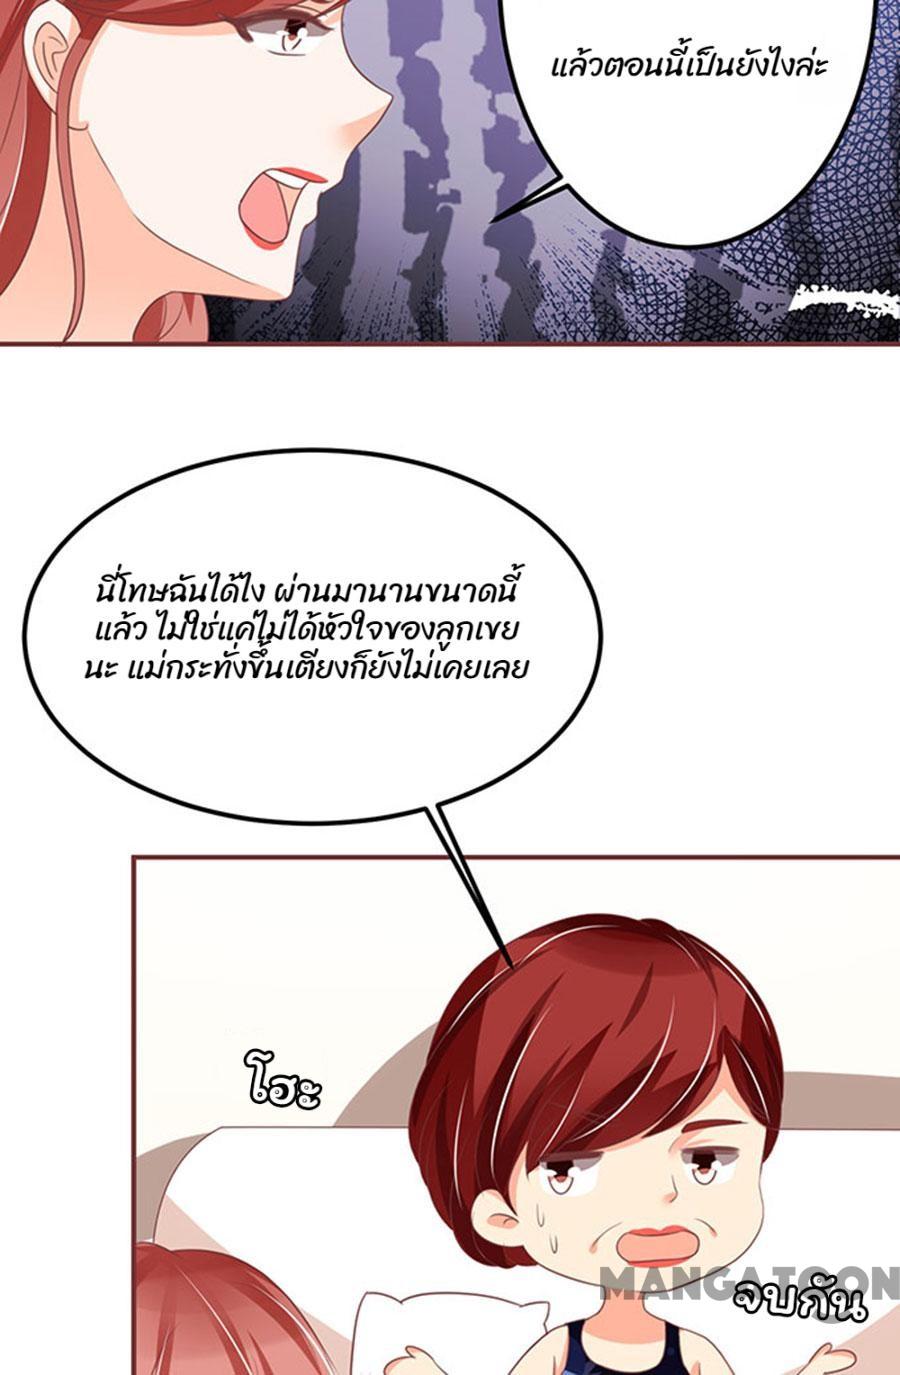 แล้วตอนนี้เป็นยังไงล่ะ
นี่โทษฉันได้ไง ผ่านมานานขนาดนี้
แล้ว ไม่ใช่แค่ไม่ได้หัวใจของลูกเขย
นะ แม่กระทั่งขึ้นเตียงก็ยังไม่เคยเลย
โฮะ
MANGATOON
จบกัน